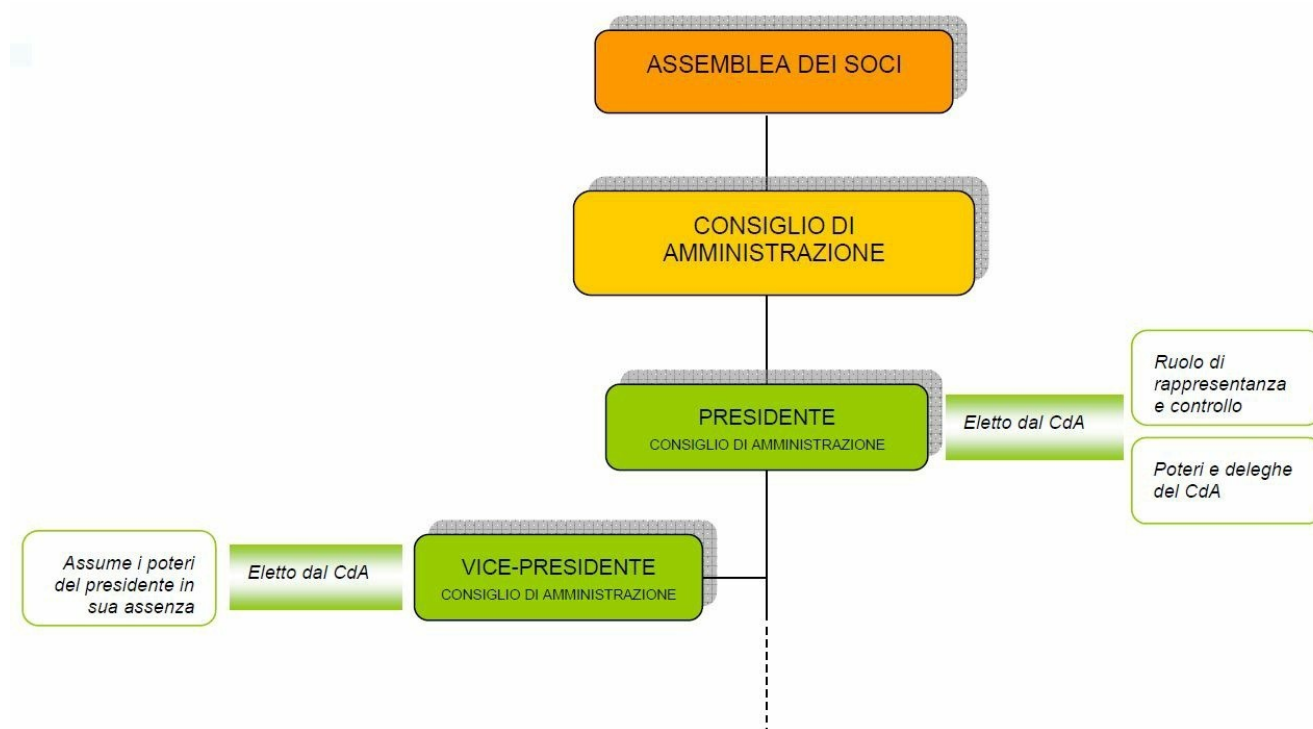 ASSEMBLEA DEI SOCI
CONSIGLIO DI
AMMINISTRAZIONE
PRESIDENTE
CONSIGLIO DI AMMINISTRAZIONE
Eletto dal CdA
Ruolo di
rappresentanza
e controllo
Poteri e deleghe
del CdA
VICE-PRESIDENTE
CONSIGLIO DI AMMINISTRAZIONE
Eletto dal CdA
Assume i poteri
del presidente in
sua assenza